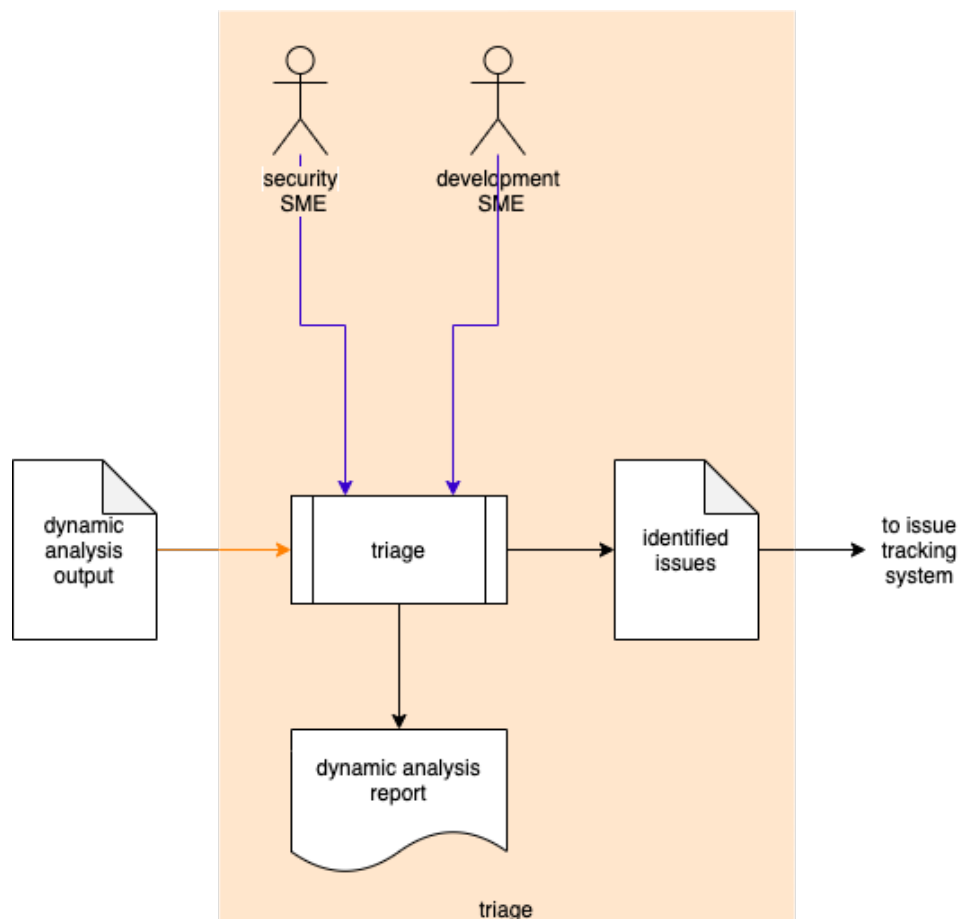 security
SME
development
SME
dynamic
analysis
output
triage
identified
issues
to issue
tracking
system
dynamic analysis
report
triage